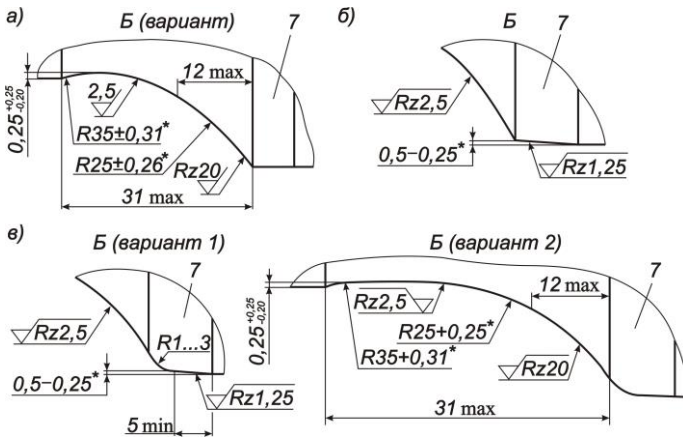 а)
Б (вариант)
7
12 max
2,5
0,25 +0,25 -0,20
R35±0,31*
R25±0,26*
Rz20
31 max
б)
Б
7
Rz2,5
0,5–0,25*
Rz1,25
в)
Б (вариант 1)
7
Rz2,5
R1...3
0,5–0,25*
Rz1,25
5 min
Б (вариант 2)
7
12 max
0,25 +0,25 -0,20
Rz2,5
R25+0,25*
R35+0,31*
Rz20
31 max